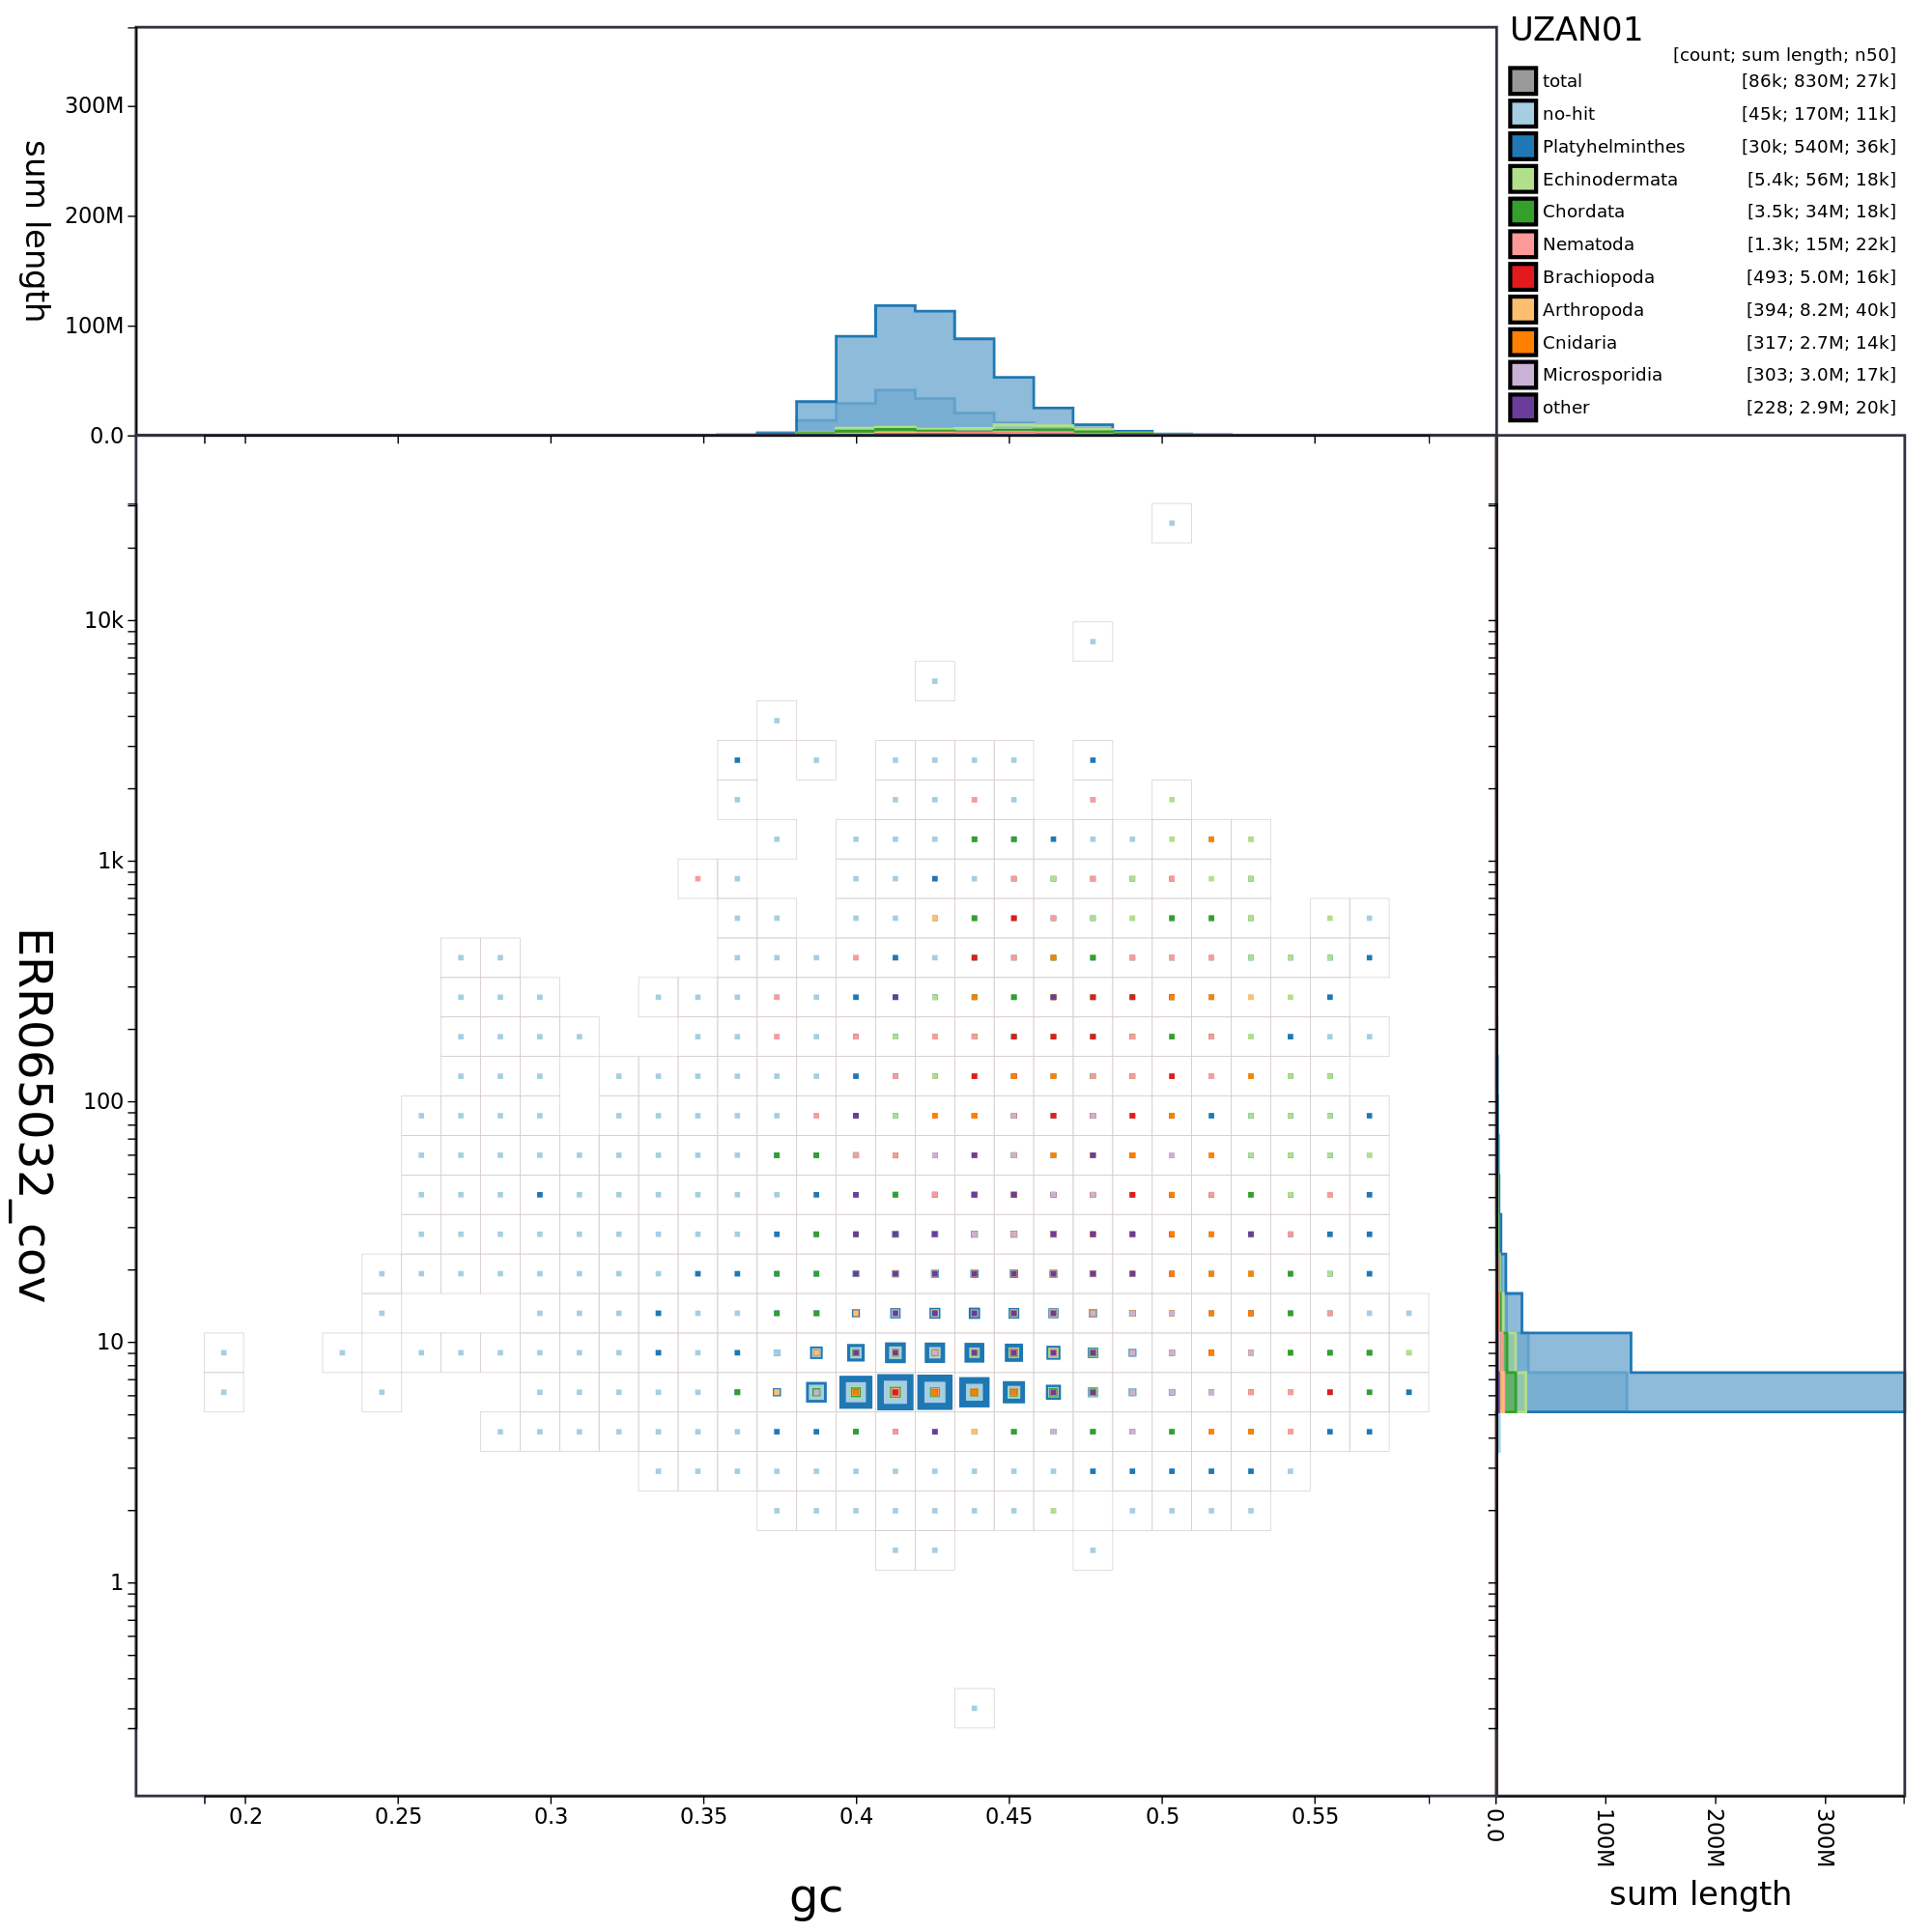 UZAN01
[count; sum length; n50]
total [86k; 830M; 27k]
no-hit [45k; 170M; 11k]
Platyhelminthes [30k; 540M; 36k]
Echinodermata [5.4k; 56M; 18k]
Chordata [3.5k; 34M; 18k]
Nematoda [1.3k; 15M; 22k]
Brachiopoda [493; 5.0M; 16k]
Arthropoda [394; 8.2M; 40k]
Cnidaria [317; 2.7M; 14k]
Microsporidia [303; 3.0M; 17k]
other [228; 2.9M; 20k]
sum length
300M
200M
100M
0.0
ERR065032_cov
10k
1k
100
10
1
0.2 0.25 0.3 0.35 0.4 0.45 0.5 0.55
gc
0.0 100M 200M 300M
sum length